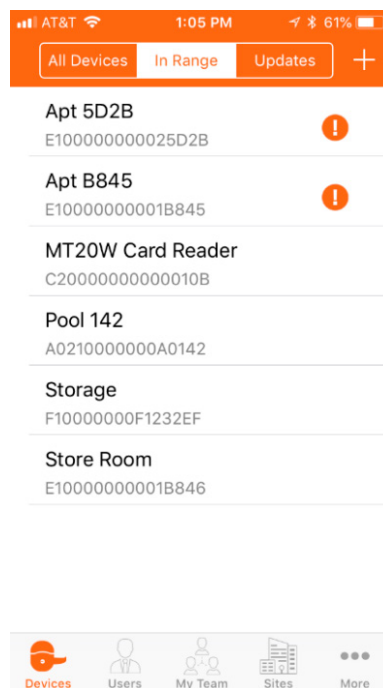 AT&T 1:05 PM 61%
All Devices In Range Updates
Apt 5D2B
E100000000025D2B
Apt B845
E10000000001B845
MT20W Card Reader
C20000000000010B
Pool 142
A0210000000A0142
Storage
F10000000F1232EF
Store Room
E10000000001B846
Devices Users My Team Sites More